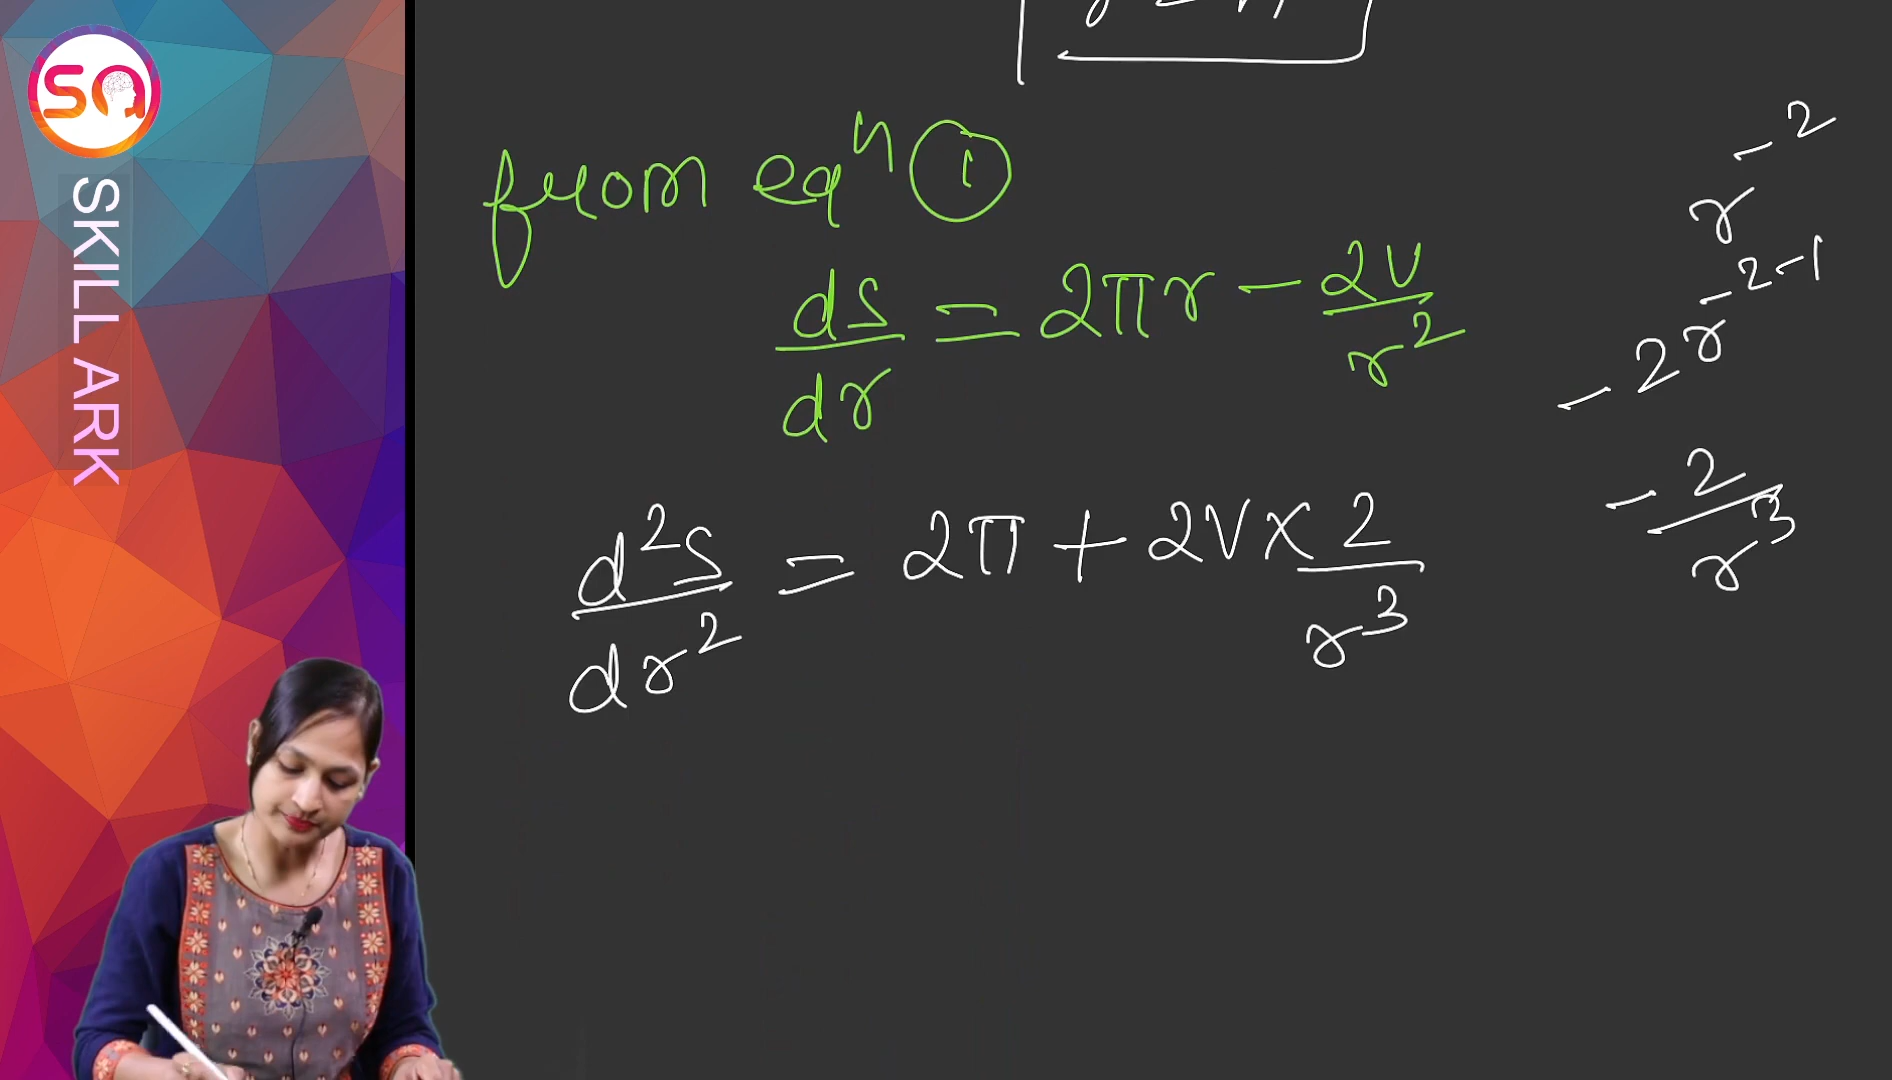 SKILL ARK
from eqⁿ ①
dS/dr = 2πr - 2V/r²
d²S/dr² = 2π + 2V × 2/r³
r⁻²
-2r⁻²⁻¹
-2/r³